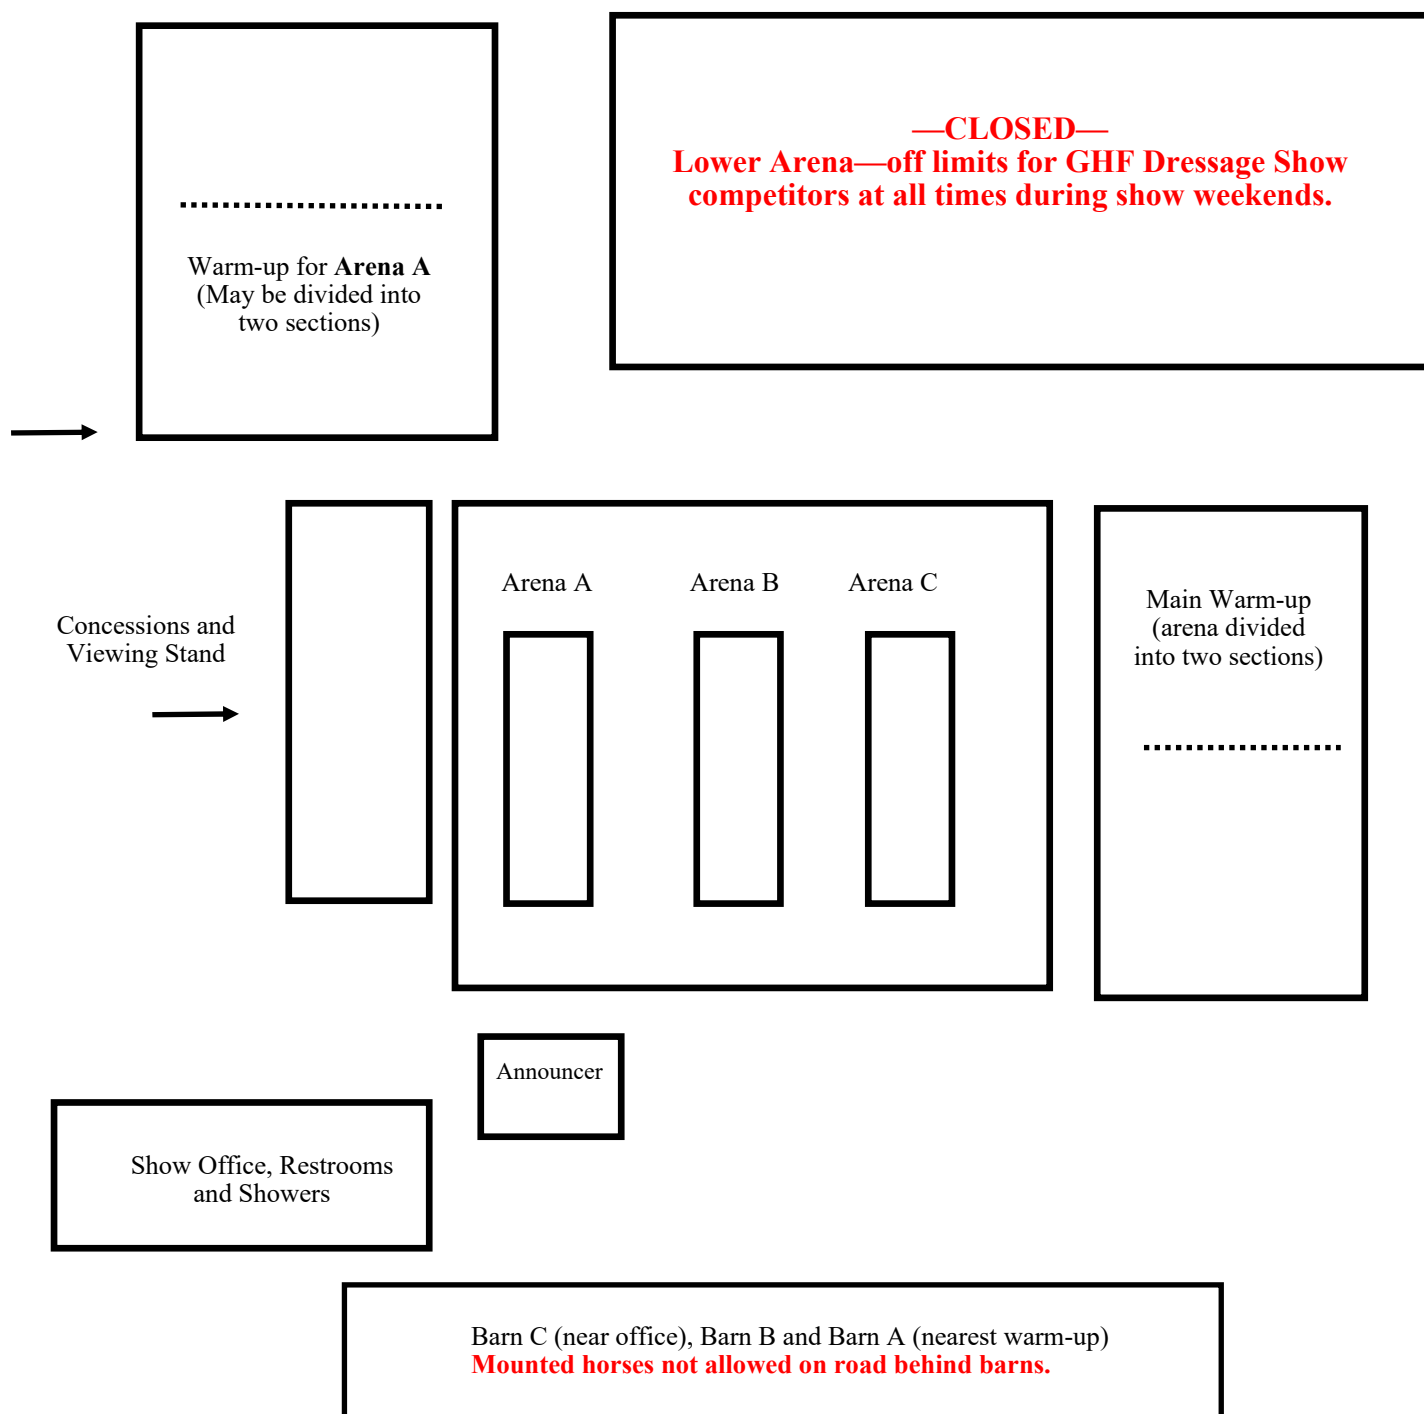 —CLOSED—
Lower Arena—off limits for GHF Dressage Show
competitors at all times during show weekends.
Warm-up for Arena A
(May be divided into
two sections)
Concessions and
Viewing Stand
Arena A
Arena B
Arena C
Main Warm-up
(arena divided
into two sections)
Announcer
Show Office, Restrooms
and Showers
Barn C (near office), Barn B and Barn A (nearest warm-up)
Mounted horses not allowed on road behind barns.